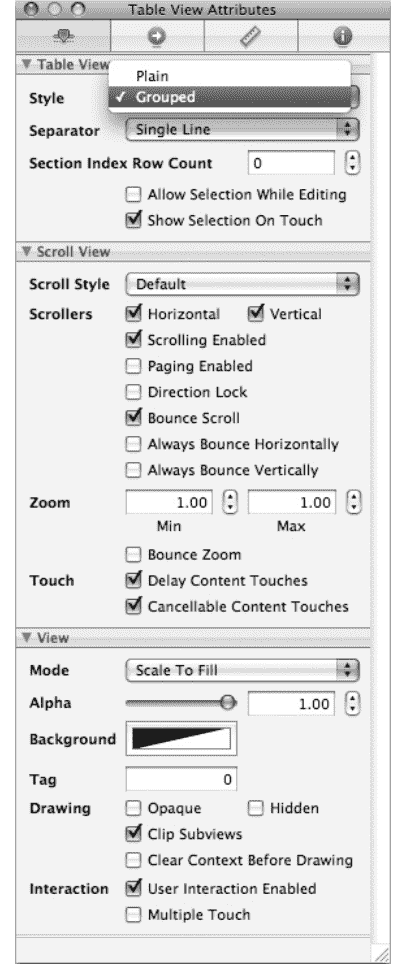 Table View Attributes
Table View
Plain
Style
Grouped
Separator Single Line
Section Index Row Count 0
Allow Selection While Editing
Show Selection On Touch
Scroll View
Scroll Style Default
Scrollers Horizontal Vertical
Scrolling Enabled
Paging Enabled
Direction Lock
Bounce Scroll
Always Bounce Horizontally
Always Bounce Vertically
Zoom 1.00 1.00
Min Max
Bounce Zoom
Touch Delay Content Touches
Cancellable Content Touches
View
Mode Scale To Fill
Alpha 1.00
Background
Tag 0
Drawing Opaque Hidden
Clip Subviews
Clear Context Before Drawing
Interaction User Interaction Enabled
Multiple Touch